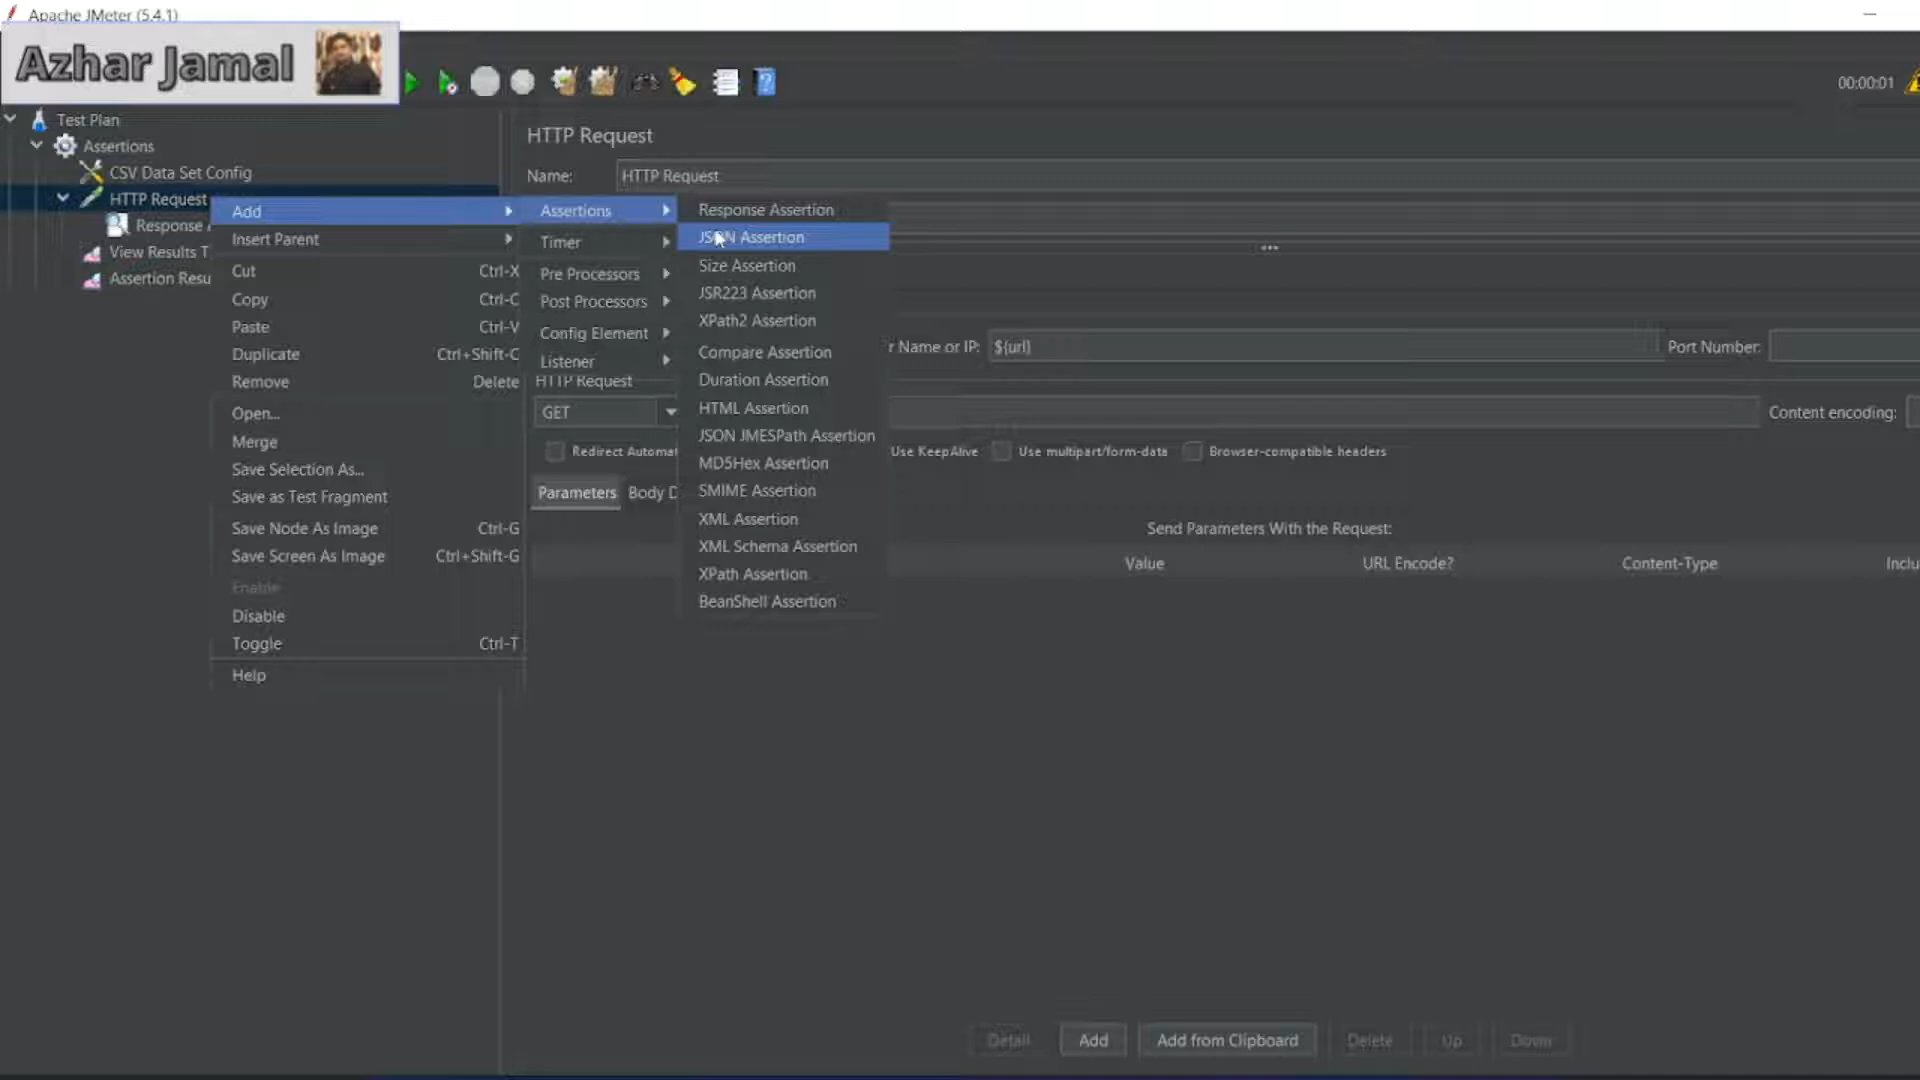 Apache JMeter (5.4.1)
Azhar Jamal
00:00:01
Test Plan
Assertions
CSV Data Set Config
HTTP Request
Response
View Results T
Assertion Resu
Add
Insert Parent
Cut Ctrl-X
Copy Ctrl-C
Paste Ctrl-V
Duplicate Ctrl+Shift-C
Remove Delete
Open...
Merge
Save Selection As...
Save as Test Fragment
Save Node As Image Ctrl-G
Save Screen As Image Ctrl+Shift-G
Enable
Disable
Toggle Ctrl-T
Help
Assertions
Timer
Pre Processors
Post Processors
Config Element
Listener
Response Assertion
JSON Assertion
Size Assertion
JSR223 Assertion
XPath2 Assertion
Compare Assertion
Duration Assertion
HTML Assertion
JSON JMESPath Assertion
MD5Hex Assertion
SMIME Assertion
XML Assertion
XML Schema Assertion
XPath Assertion
BeanShell Assertion
HTTP Request
Name: HTTP Request
r Name or IP: ${url} Port Number:
HTTP Request
GET Content encoding:
Redirect Automat Use KeepAlive Use multipart/form-data Browser-compatible headers
Parameters Body D
Send Parameters With the Request:
Value URL Encode? Content-Type Inclu
Detail Add Add from Clipboard Delete Up Down